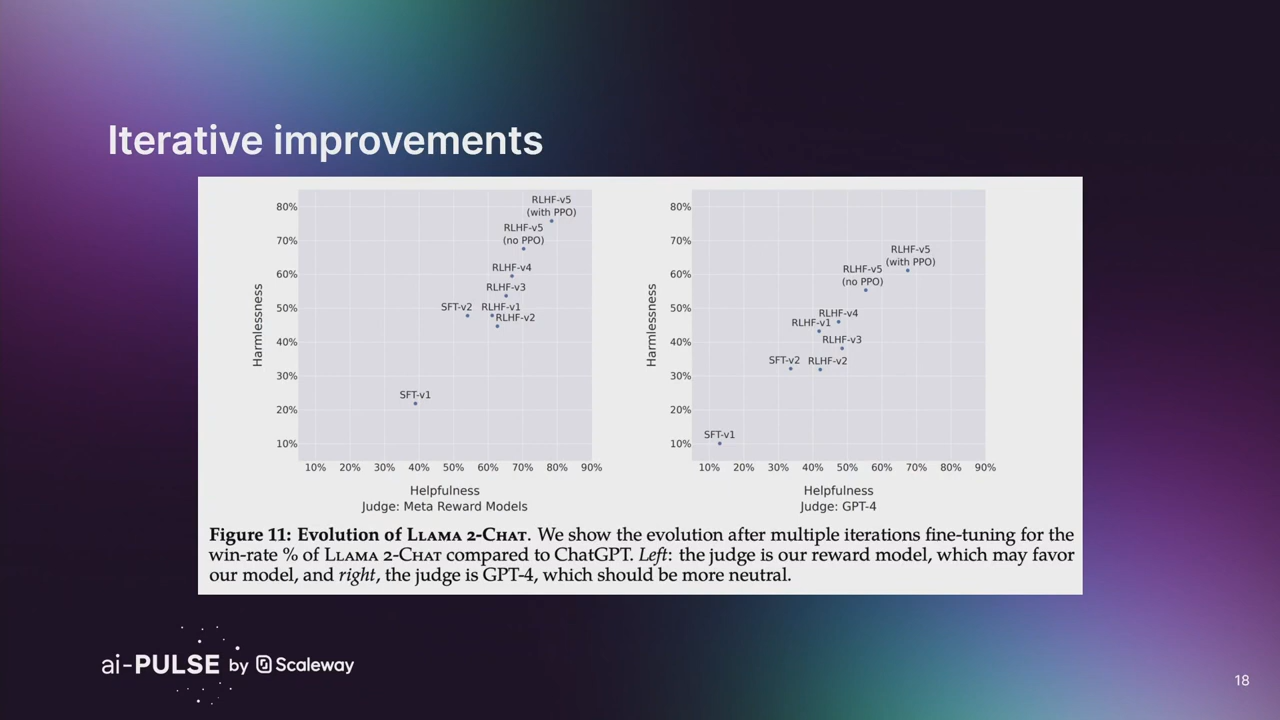 Iterative improvements
80%
70%
60%
50%
40%
30%
20%
10%
Harmlessness
RLHF-v5
(with PPO)
RLHF-v5
(no PPO)
RLHF-v4
RLHF-v3
SFT-v2
RLHF-v1
RLHF-v2
SFT-v1
10% 20% 30% 40% 50% 60% 70% 80% 90%
Helpfulness
Judge: Meta Reward Models
80%
70%
60%
50%
40%
30%
20%
10%
Harmlessness
RLHF-v5
(with PPO)
RLHF-v5
(no PPO)
RLHF-v4
RLHF-v1
RLHF-v3
SFT-v2
RLHF-v2
SFT-v1
10% 20% 30% 40% 50% 60% 70% 80% 90%
Helpfulness
Judge: GPT-4
Figure 11: Evolution of LLAMA 2-CHAT. We show the evolution after multiple iterations fine-tuning for the
win-rate % of LLAMA 2-CHAT compared to ChatGPT. Left: the judge is our reward model, which may favor
our model, and right, the judge is GPT-4, which should be more neutral.
ai-PULSE by Scaleway
18